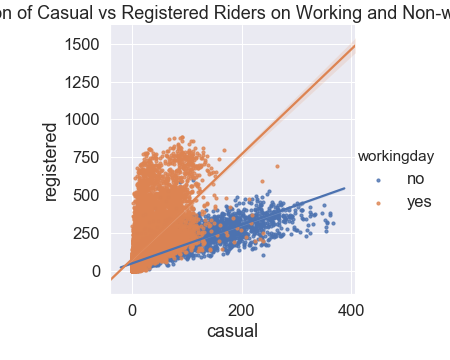 on of Casual vs Registered Riders on Working and Non-w
1500
1250
1000
750
500
250
0
registered
0
200
400
casual
workingday
no
yes